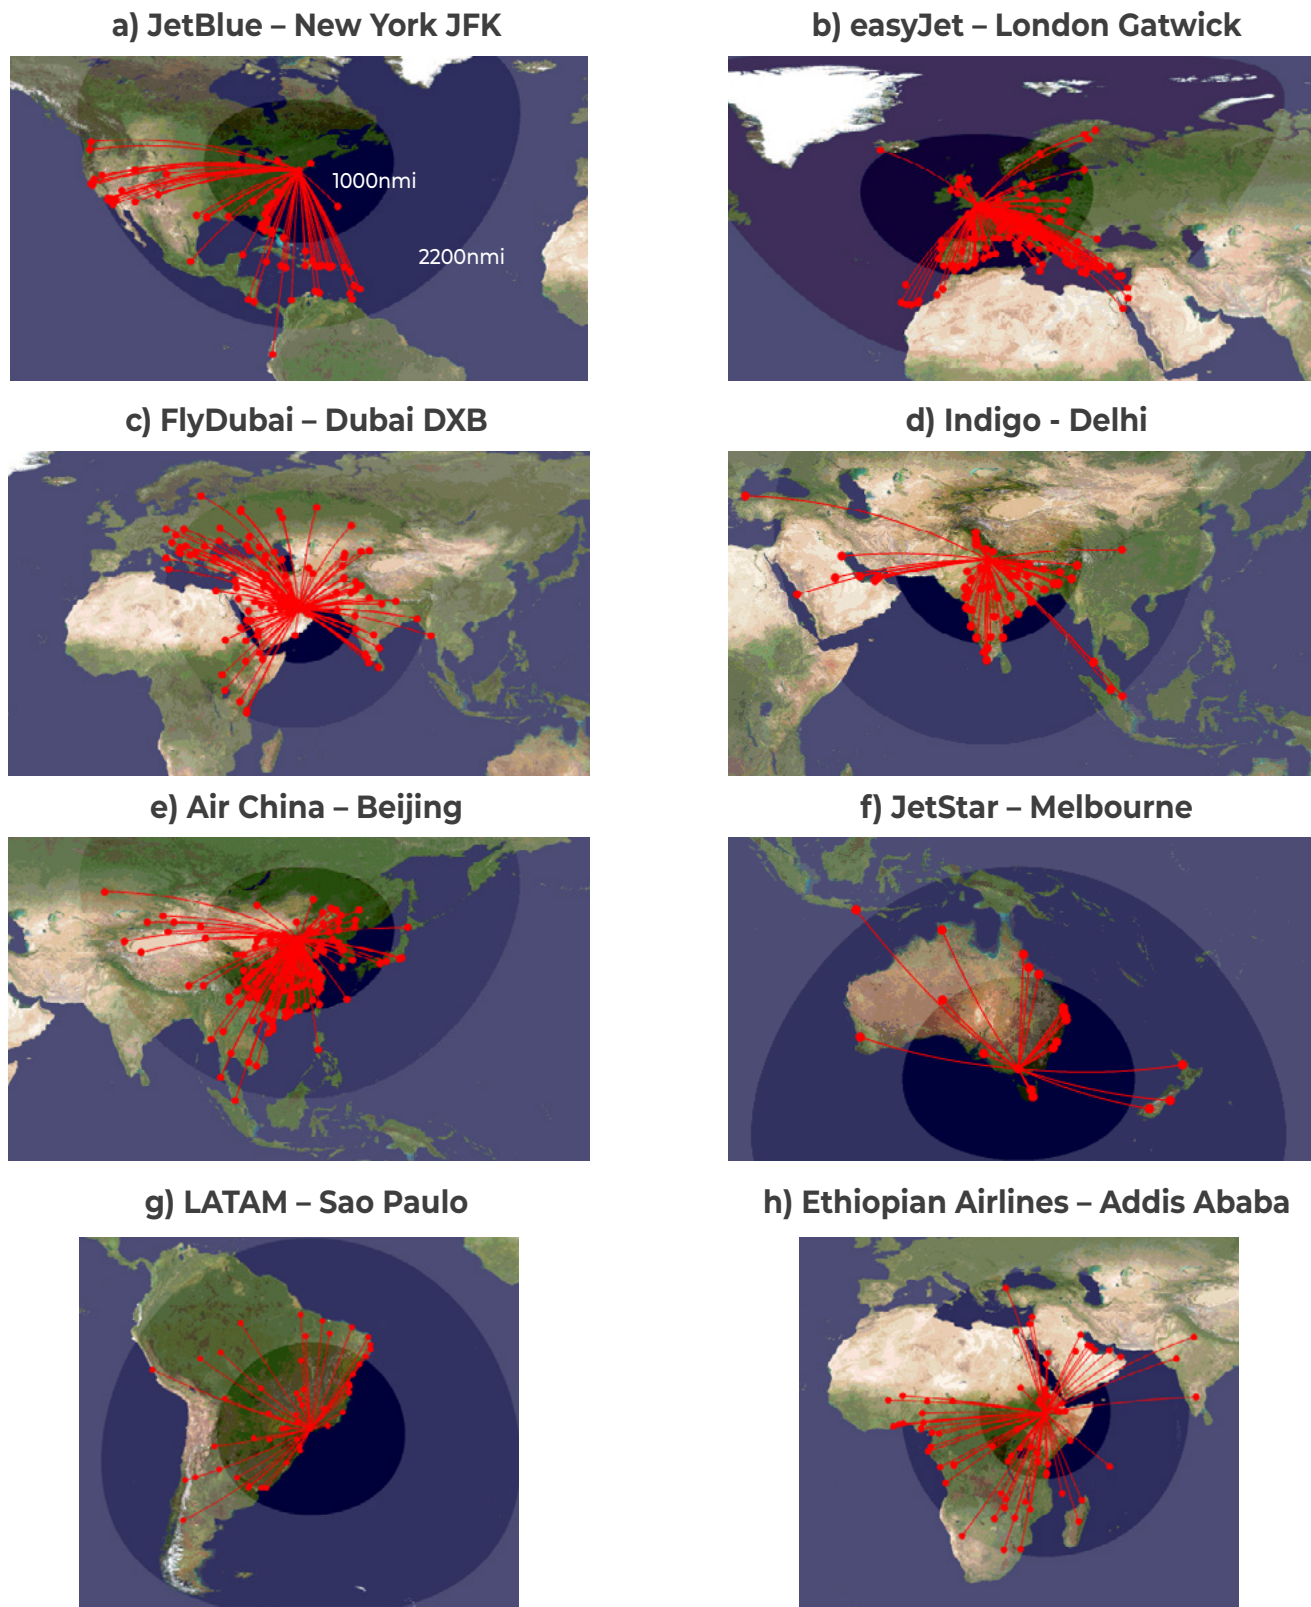 a) JetBlue – New York JFK
b) easyJet – London Gatwick
1000nmi
2200nmi
c) FlyDubai – Dubai DXB
d) Indigo - Delhi
e) Air China – Beijing
f) JetStar – Melbourne
g) LATAM – Sao Paulo
h) Ethiopian Airlines – Addis Ababa